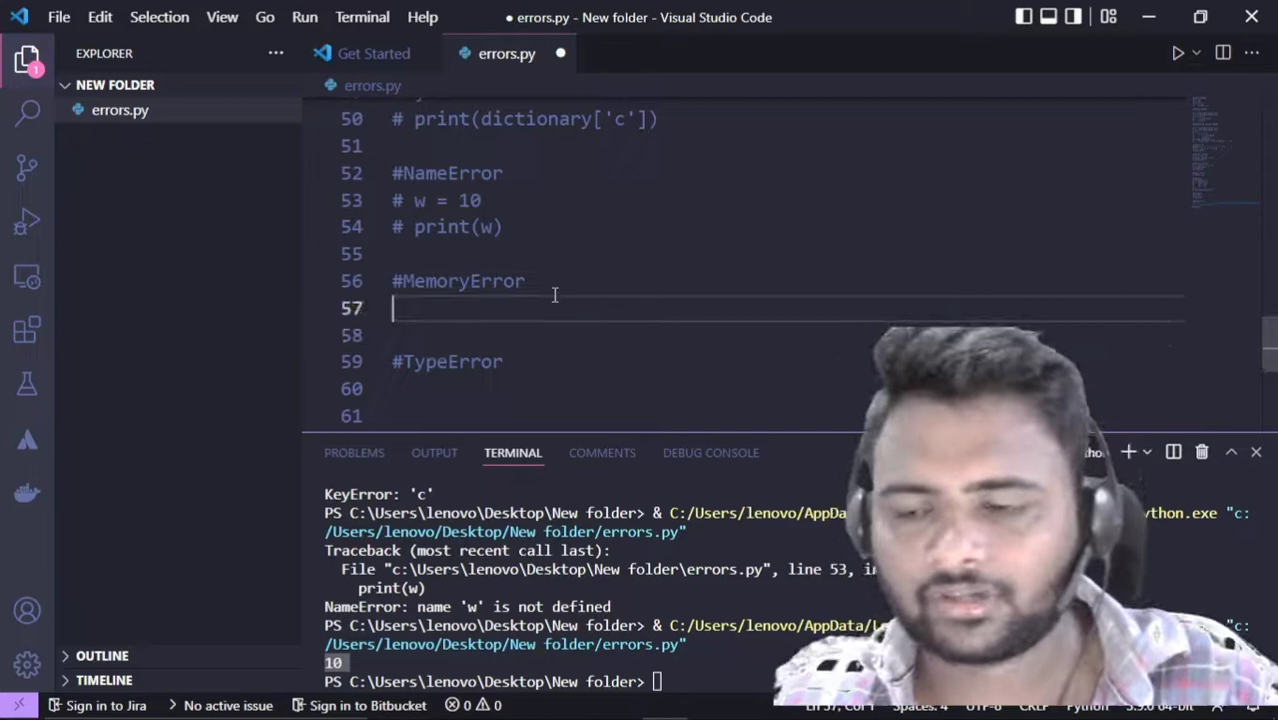 File Edit Selection View Go Run Terminal Help
● errors.py - New folder - Visual Studio Code
EXPLORER
Get Started
errors.py
NEW FOLDER
errors.py
errors.py
1
50 # print(dictionary['c'])
51
52 #NameError
53 # w = 10
54 # print(w)
55
56 #MemoryError
57
58
59 #TypeError
60
61
PROBLEMS OUTPUT TERMINAL COMMENTS DEBUG CONSOLE
KeyError: 'c'
PS C:\Users\lenovo\Desktop\New folder> & C:/Users/lenovo/AppData ython.exe "c:
/Users/lenovo/Desktop/New folder/errors.py"
Traceback (most recent call last):
File "c:\Users\lenovo\Desktop\New folder\errors.py", line 53, in
print(w)
NameError: name 'w' is not defined
PS C:\Users\lenovo\Desktop\New folder> & C:/Users/lenovo/AppData/L "c:
/Users/lenovo/Desktop/New folder/errors.py"
10
PS C:\Users\lenovo\Desktop\New folder>
OUTLINE
TIMELINE
Sign in to Jira No active issue Sign in to Bitbucket 0 0